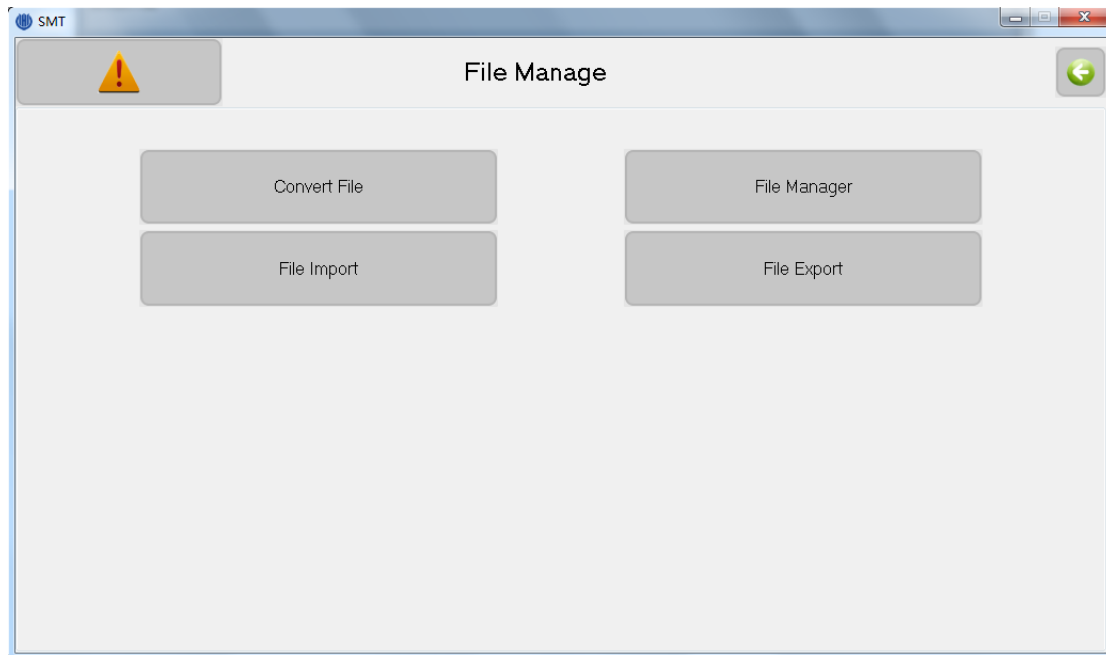 SMT
File Manage
Convert File
File Manager
File Import
File Export